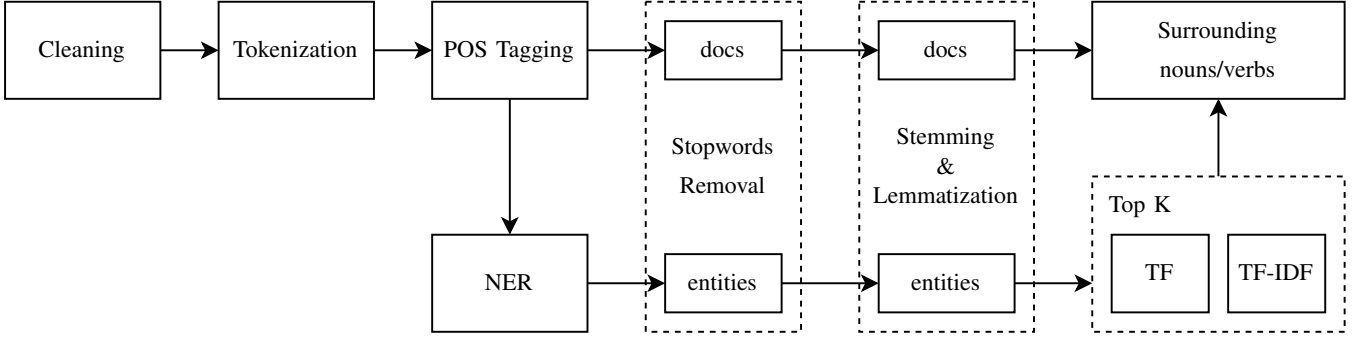 Cleaning
Tokenization
POS Tagging
docs
docs
Surrounding
nouns/verbs
Stopwords
Removal
Stemming
&
Lemmatization
Top K
NER
entities
entities
TF
TF-IDF